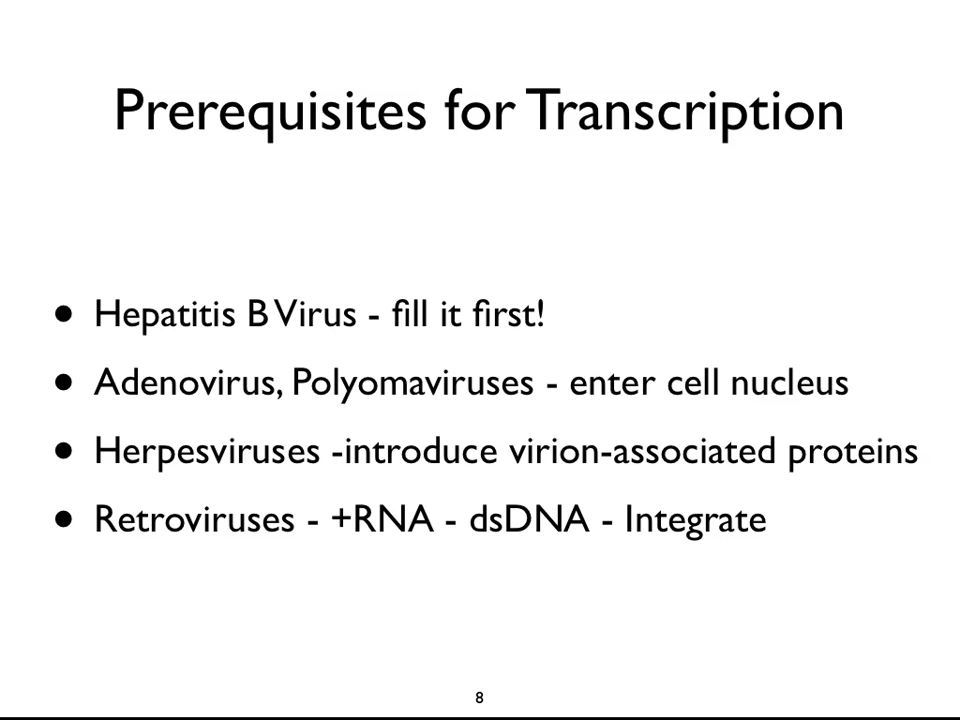 Prerequisites for Transcription
• Hepatitis B Virus - fill it first!
• Adenovirus, Polyomaviruses - enter cell nucleus
• Herpesviruses -introduce virion-associated proteins
• Retroviruses - +RNA - dsDNA - Integrate
8